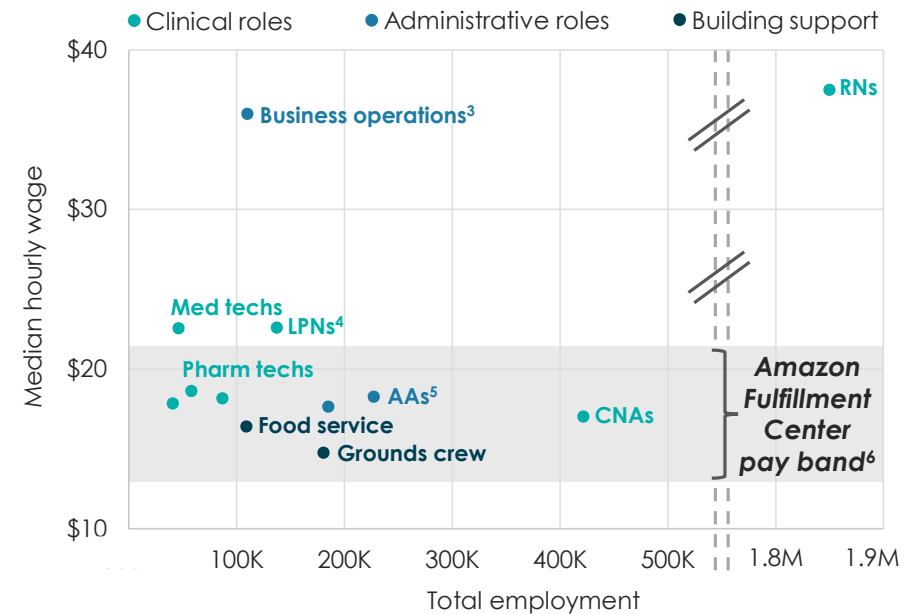 Clinical roles
Administrative roles
Building support
$40
RNs
Business operations³
Median hourly wage
$30
Med techs
LPNs⁴
$20
Pharm techs
Amazon
Fulfillment
Center
pay band⁶
AAs⁵
CNAs
Food service
Grounds crew
$10
100K
200K
300K
400K
500K
1.8M
1.9M
Total employment